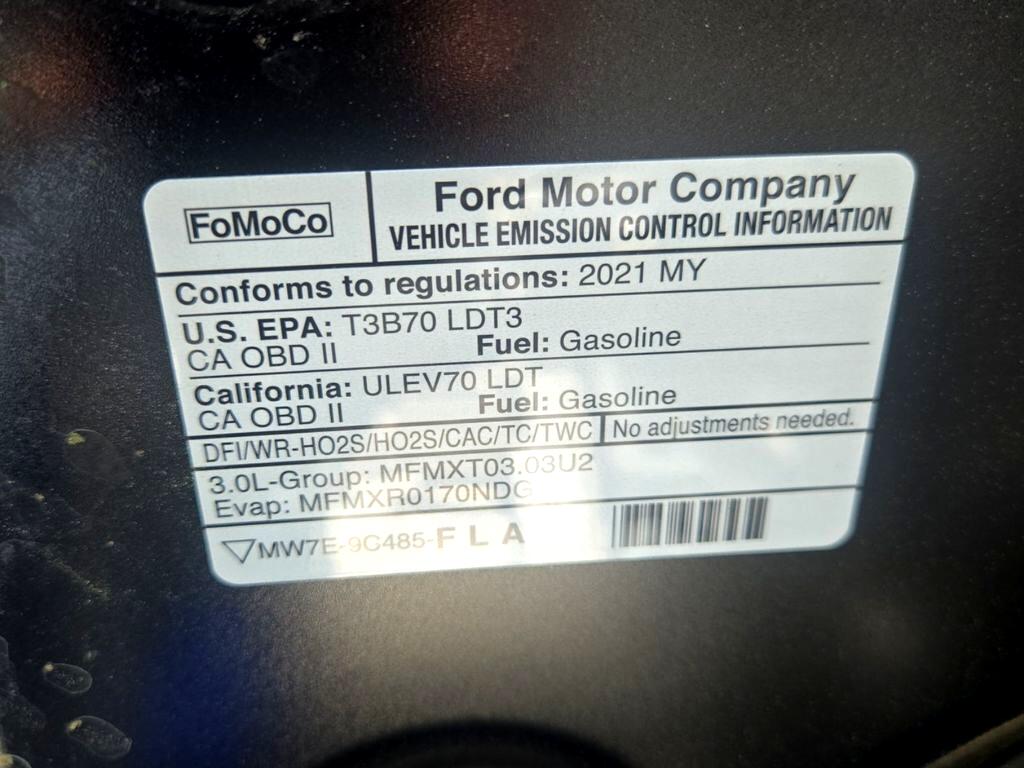 FoMoCo
Ford Motor Company
VEHICLE EMISSION CONTROL INFORMATION
Conforms to regulations: 2021 MY
U.S. EPA: T3B70 LDT3
CA OBD II Fuel: Gasoline
California: ULEV70 LDT
CA OBD II Fuel: Gasoline
DFI/WR-HO2S/HO2S/CAC/TC/TWC No adjustments needed.
3.0L-Group: MFMXT03.03U2
Evap: MFMXR0170NDG
MW7E-9C485-F L A